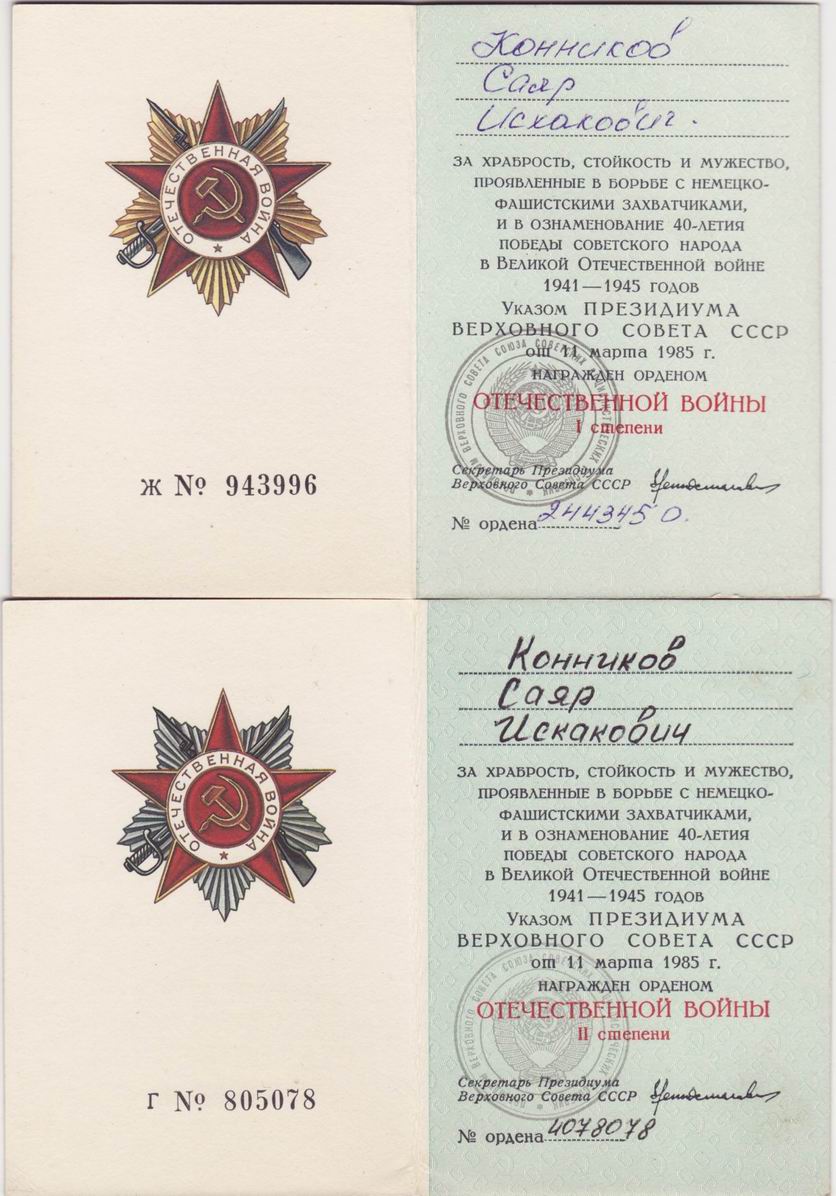 ОТЕЧЕСТВЕННАЯ ВОЙНА
Ж № 943996
Конников
Саяр
Исхакович.
ЗА ХРАБРОСТЬ, СТОЙКОСТЬ И МУЖЕСТВО,
ПРОЯВЛЕННЫЕ В БОРЬБЕ С НЕМЕЦКО-
ФАШИСТСКИМИ ЗАХВАТЧИКАМИ,
И В ОЗНАМЕНОВАНИЕ 40-ЛЕТИЯ
ПОБЕДЫ СОВЕТСКОГО НАРОДА
В ВЕЛИКОЙ ОТЕЧЕСТВЕННОЙ ВОЙНЕ
1941—1945 ГОДОВ
УКАЗОМ ПРЕЗИДИУМА
ВЕРХОВНОГО СОВЕТА СССР
от 11 марта 1985 г.
НАГРАЖДЕН ОРДЕНОМ
ОТЕЧЕСТВЕННОЙ ВОЙНЫ
I степени
Секретарь Президиума
Верховного Совета СССР
№ ордена 2443450.
ОТЕЧЕСТВЕННАЯ ВОЙНА
Г № 805078
Конников
Саяр
Искакович
ЗА ХРАБРОСТЬ, СТОЙКОСТЬ И МУЖЕСТВО,
ПРОЯВЛЕННЫЕ В БОРЬБЕ С НЕМЕЦКО-
ФАШИСТСКИМИ ЗАХВАТЧИКАМИ,
И В ОЗНАМЕНОВАНИЕ 40-ЛЕТИЯ
ПОБЕДЫ СОВЕТСКОГО НАРОДА
В ВЕЛИКОЙ ОТЕЧЕСТВЕННОЙ ВОЙНЕ
1941—1945 ГОДОВ
УКАЗОМ ПРЕЗИДИУМА
ВЕРХОВНОГО СОВЕТА СССР
от 11 марта 1985 г.
НАГРАЖДЕН ОРДЕНОМ
ОТЕЧЕСТВЕННОЙ ВОЙНЫ
II степени
Секретарь Президиума
Верховного Совета СССР
№ ордена 4078078